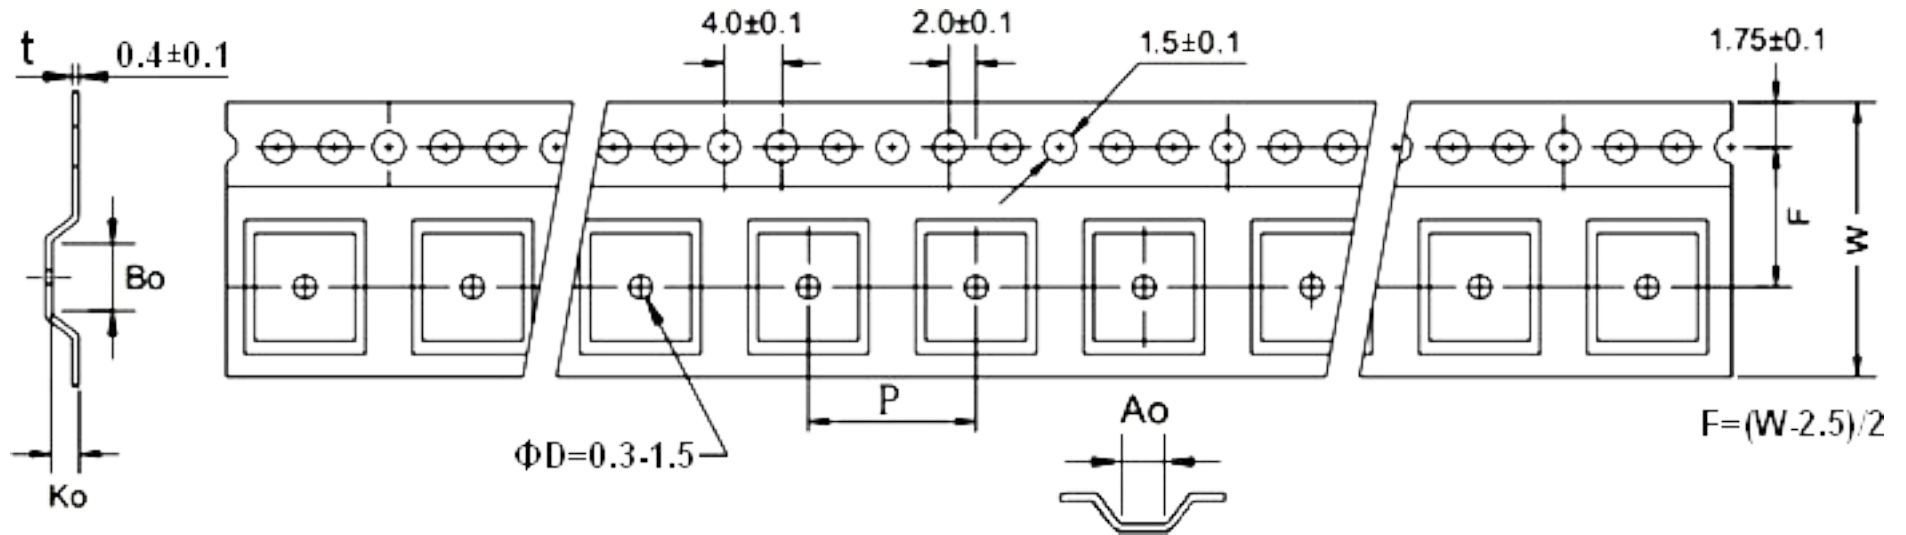 t
0.4±0.1
4.0±0.1
2.0±0.1
1.5±0.1
1.75±0.1
F
W
Bo
P
Ao
F=(W-2.5)/2
ΦD=0.3-1.5
Ko